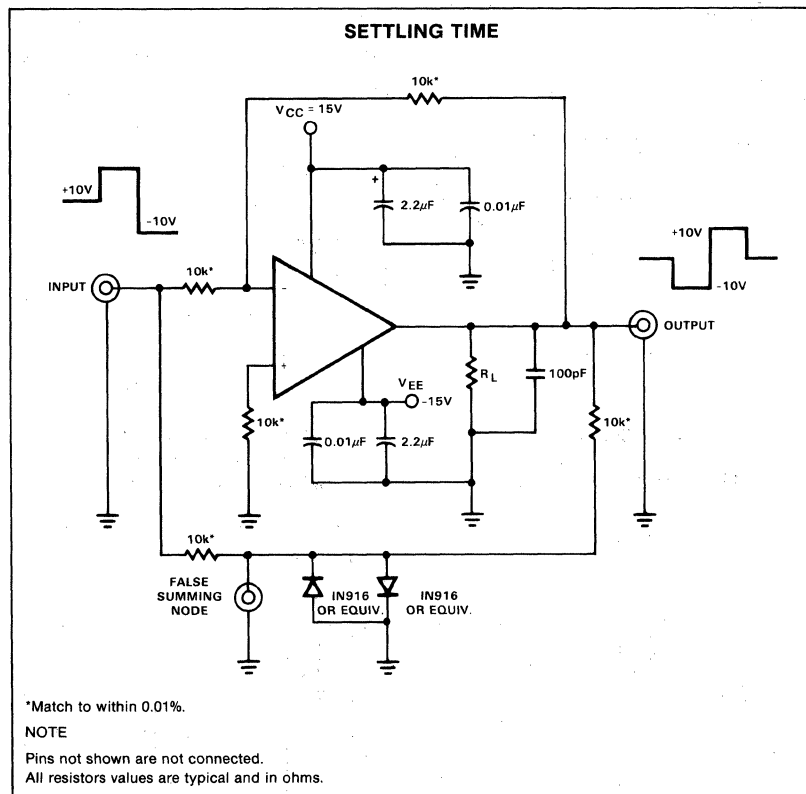 SETTLING TIME
10k*
VCC = 15V
+
2.2μF
0.01μF
+10V
-10V
+10V
-10V
10k*
INPUT
−
OUTPUT
+
VEE
-15V
RL
100pF
10k*
0.01μF
2.2μF
10k*
10k*
FALSE
SUMMING
NODE
IN916
OR EQUIV.
IN916
OR EQUIV.
*Match to within 0.01%.
NOTE
Pins not shown are not connected.
All resistors values are typical and in ohms.